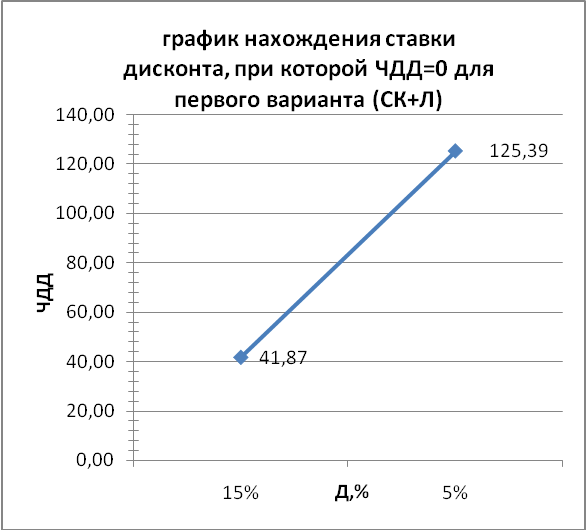 график нахождения ставки
дисконта, при которой ЧДД=0 для
первого варианта (СК+Л)
140,00
120,00
100,00
80,00
60,00
40,00
20,00
0,00
ЧДД
125,39
41,87
15%
Д,%
5%